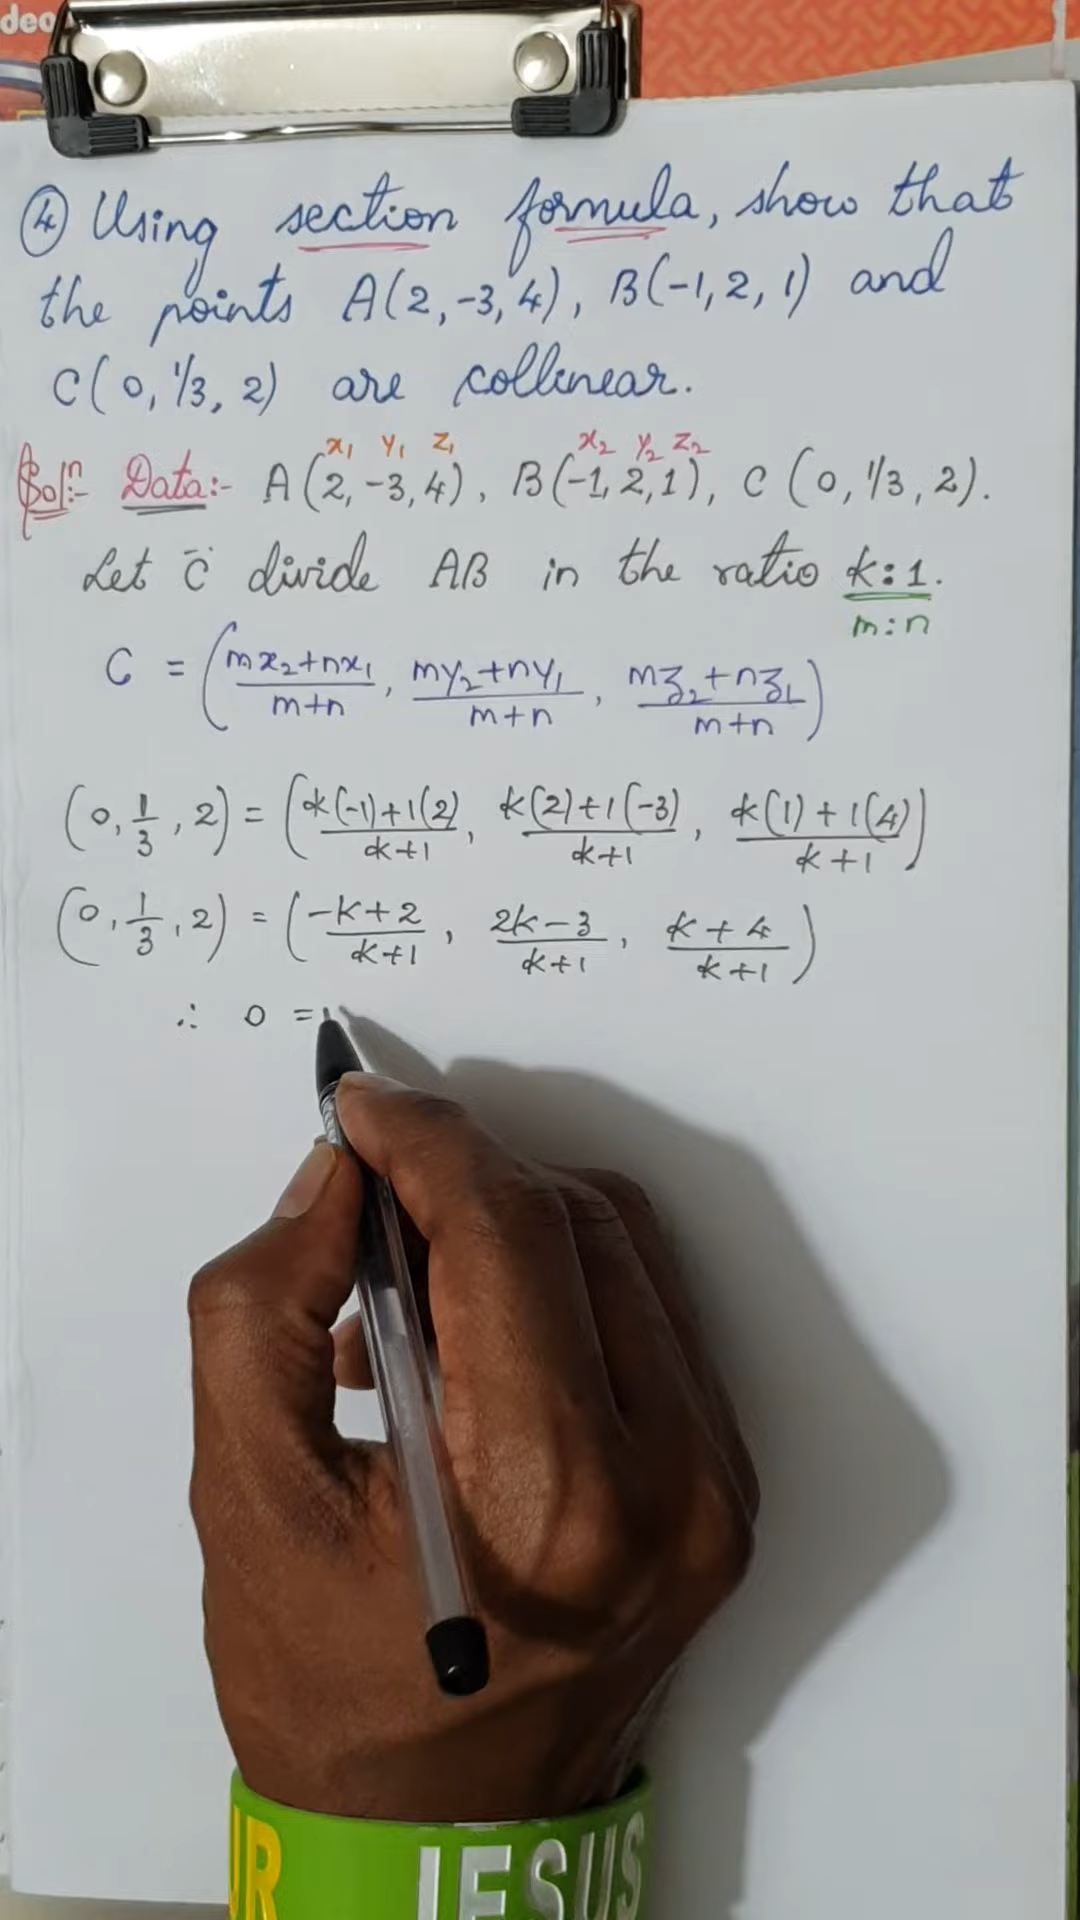 deo
④ Using section formula, show that
the points A(2, -3, 4), B(-1, 2, 1) and
C(0, 1/3, 2) are collinear.
x₁ y₁ z₁ x₂ y₂ z₂
Solⁿ:- Data:- A(2, -3, 4), B(-1, 2, 1), C (0, 1/3, 2).
Let C divide AB in the ratio k:1.
m:n
C = (mx₂+nx₁/m+n, my₂+ny₁/m+n, mz₂+nz₁/m+n)
(0, 1/3, 2) = (k(-1)+1(2)/k+1, k(2)+1(-3)/k+1, k(1)+1(4)/k+1)
(0, 1/3, 2) = (-k+2/k+1, 2k-3/k+1, k+4/k+1)
∴ 0 =
UR JESUS